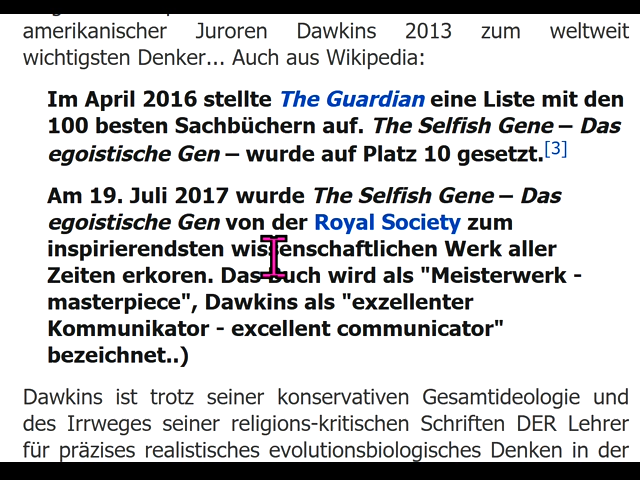 amerikanischer Juroren Dawkins 2013 zum weltweit
wichtigsten Denker... Auch aus Wikipedia:
Im April 2016 stellte The Guardian eine Liste mit den
100 besten Sachbüchern auf. The Selfish Gene – Das
egoistische Gen – wurde auf Platz 10 gesetzt.[3]
Am 19. Juli 2017 wurde The Selfish Gene – Das
egoistische Gen von der Royal Society zum
inspirierendsten wissenschaftlichen Werk aller
Zeiten erkoren. Das Buch wird als "Meisterwerk -
masterpiece", Dawkins als "exzellenter
Kommunikator - excellent communicator"
bezeichnet..)
Dawkins ist trotz seiner konservativen Gesamtideologie und
des Irrweges seiner religions-kritischen Schriften DER Lehrer
für präzises realistisches evolutionsbiologisches Denken in der